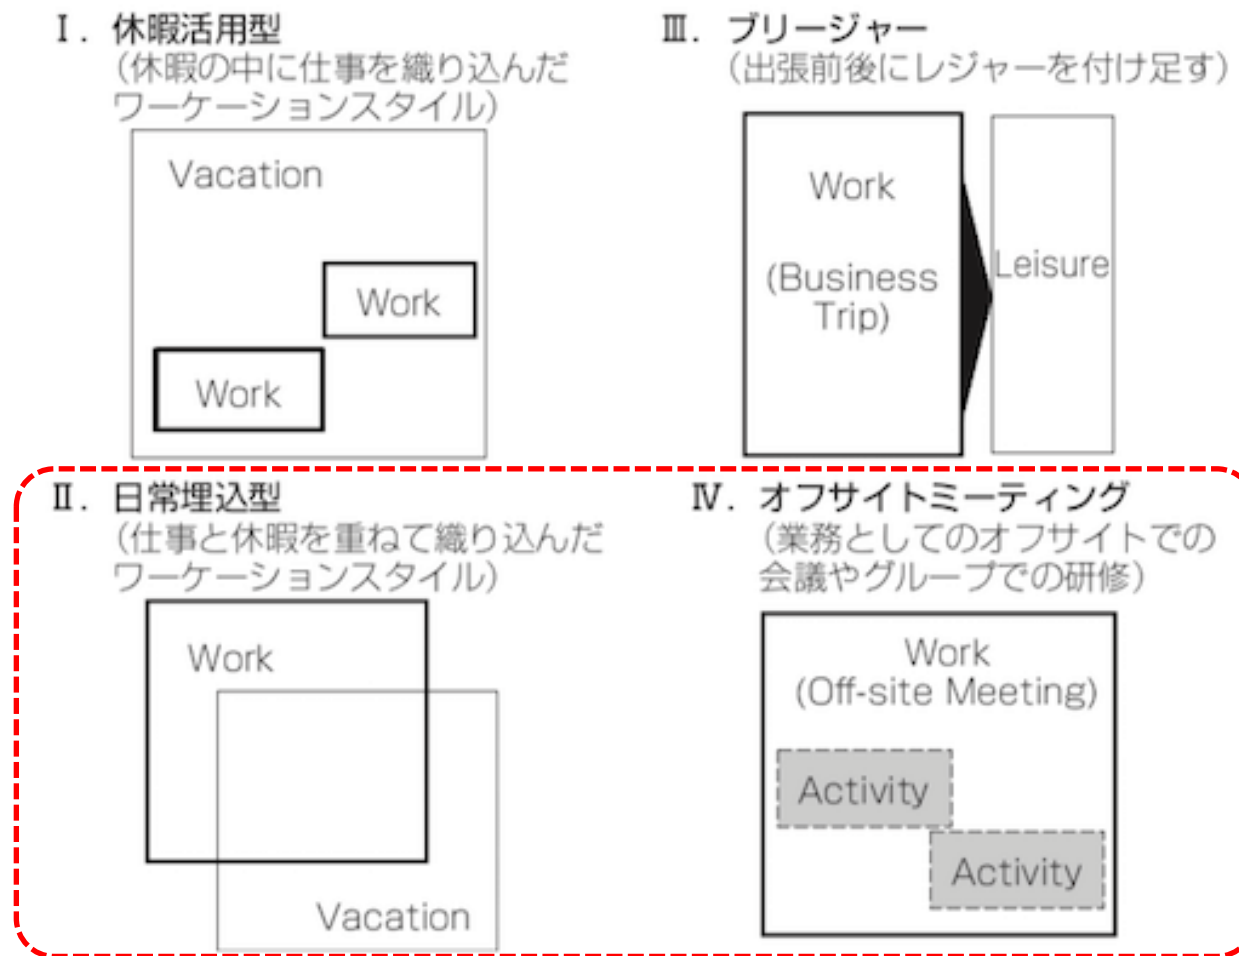 Ⅰ. 休暇活用型
(休暇の中に仕事を織り込んだ
ワーケーションスタイル)
Vacation
Work
Work
Ⅲ. ブリージャー
(出張前後にレジャーを付け足す)
Work
(Business
Trip)
Leisure
Ⅱ. 日常埋込型
(仕事と休暇を重ねて織り込んだ
ワーケーションスタイル)
Work
Vacation
Ⅳ. オフサイトミーティング
(業務としてのオフサイトでの
会議やグループでの研修)
Work
(Off-site Meeting)
Activity
Activity